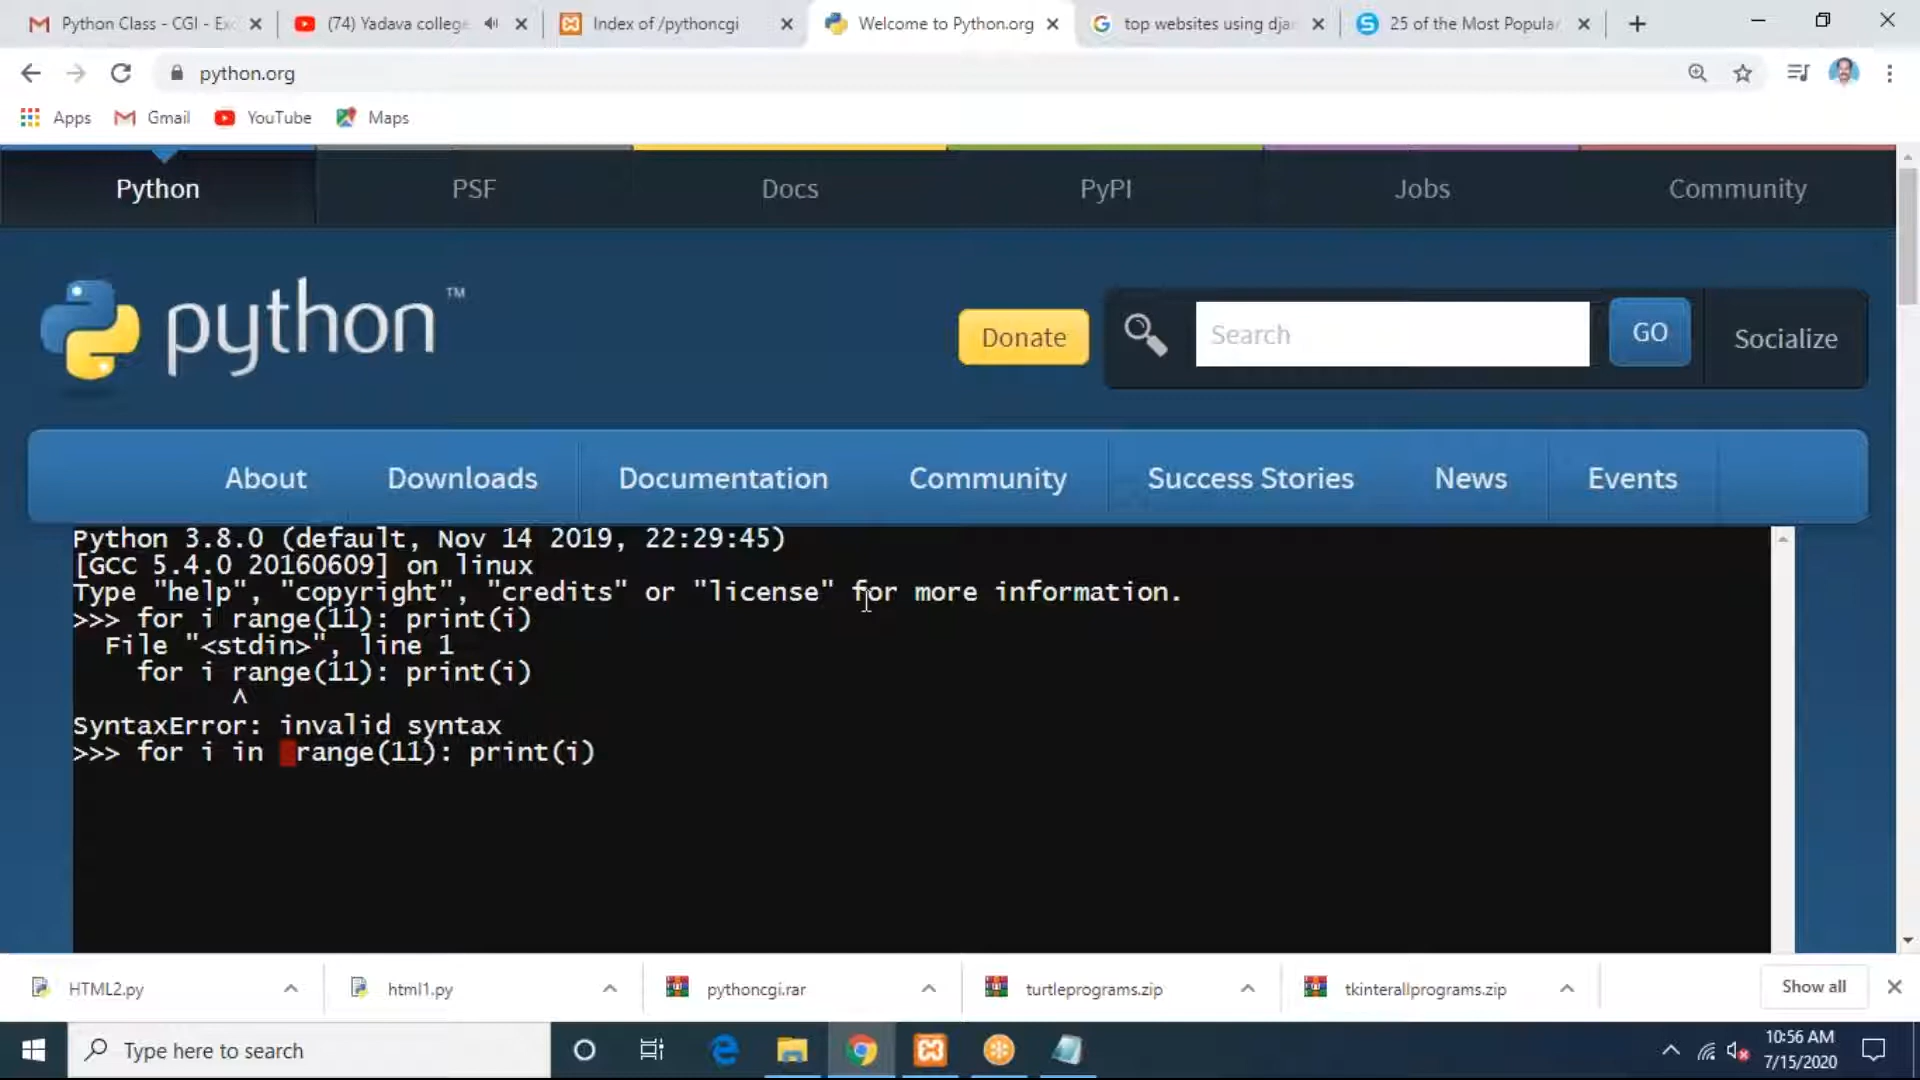 Python Class - CGI - Exc
(74) Yadava college
Index of /pythoncgi
Welcome to Python.org
top websites using dja
25 of the Most Popular
python.org
Apps
Gmail
YouTube
Maps
Python
PSF
Docs
PyPI
Jobs
Community
python™
Donate
Search
GO
Socialize
About
Downloads
Documentation
Community
Success Stories
News
Events
Python 3.8.0 (default, Nov 14 2019, 22:29:45)
[GCC 5.4.0 20160609] on linux
Type "help", "copyright", "credits" or "license" for more information.
>>> for i range(11): print(i)
File "<stdin>", line 1
for i range(11): print(i)
^
SyntaxError: invalid syntax
>>> for i in range(11): print(i)
HTML2.py
html1.py
pythoncgi.rar
turtleprograms.zip
tkinterallprograms.zip
Show all
Type here to search
10:56 AM
7/15/2020